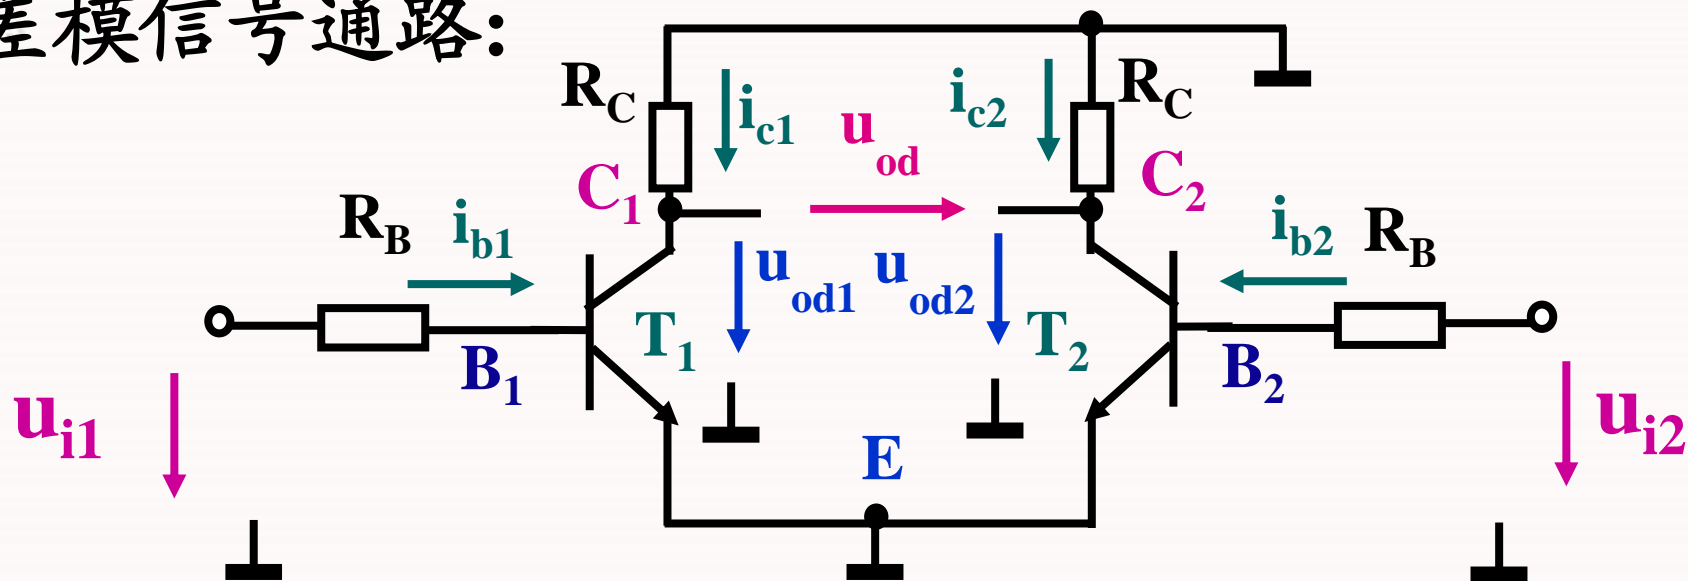 差模信号通路:
R_C i_c1 i_c2 R_C
u_od
C_1 C_2
R_B i_b1 i_b2 R_B
u_od1 u_od2
T_1 T_2
B_1 B_2
u_i1 u_i2
E